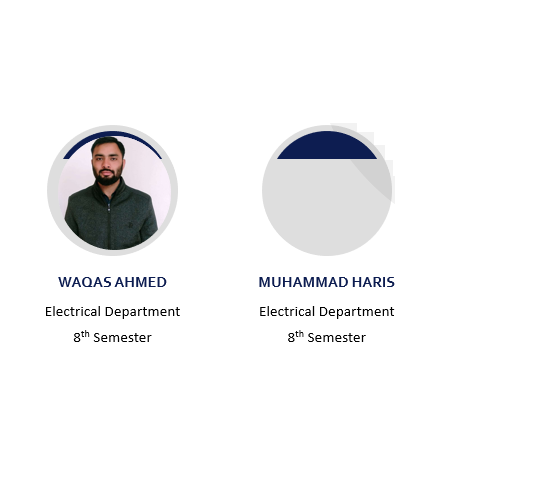 WAQAS AHMED
Electrical Department
8th Semester
MUHAMMAD HARIS
Electrical Department
8th Semester